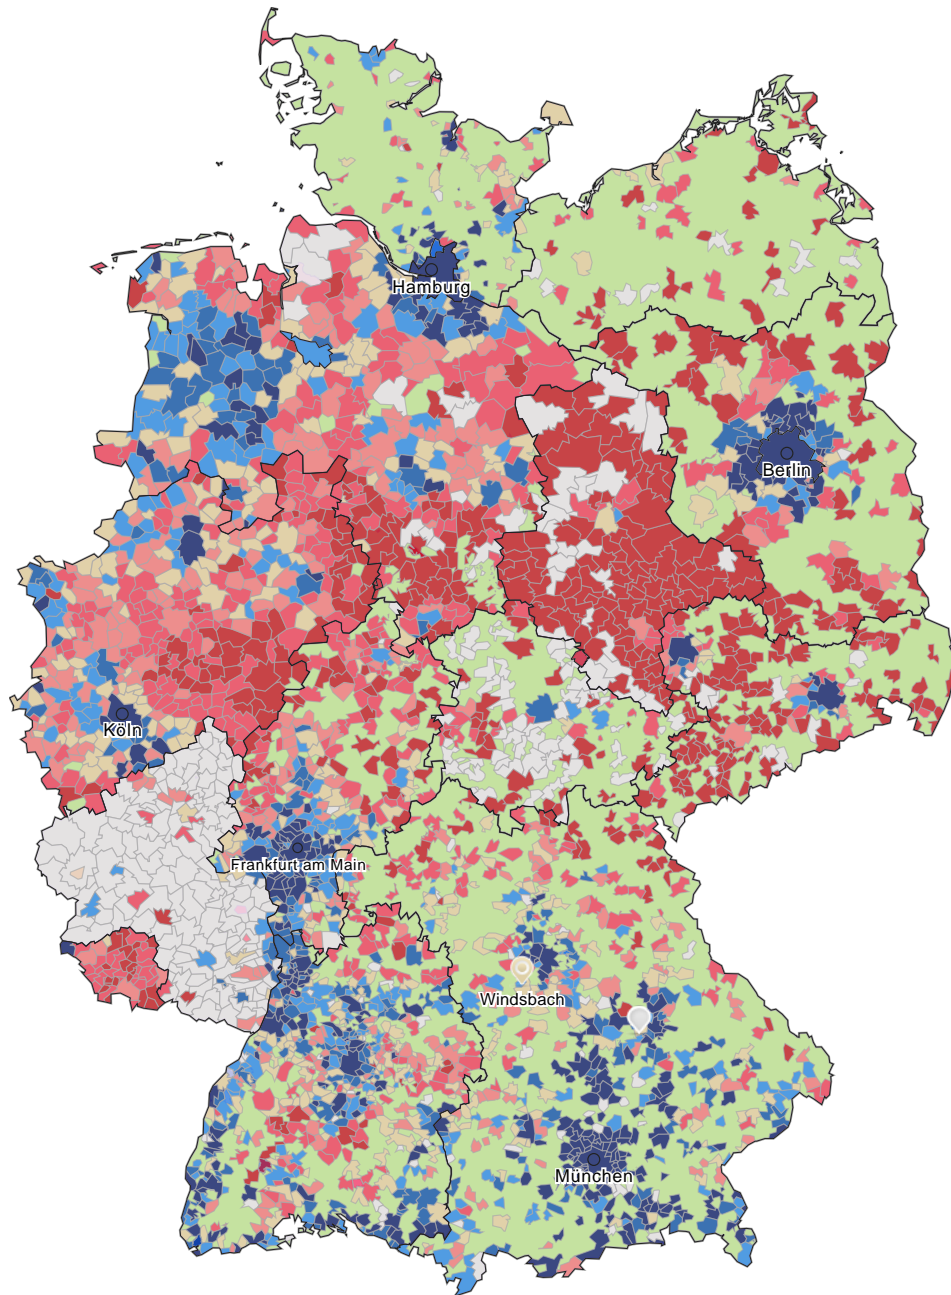 Hamburg
Berlin
Köln
Frankfurt am Main
Windsbach
München